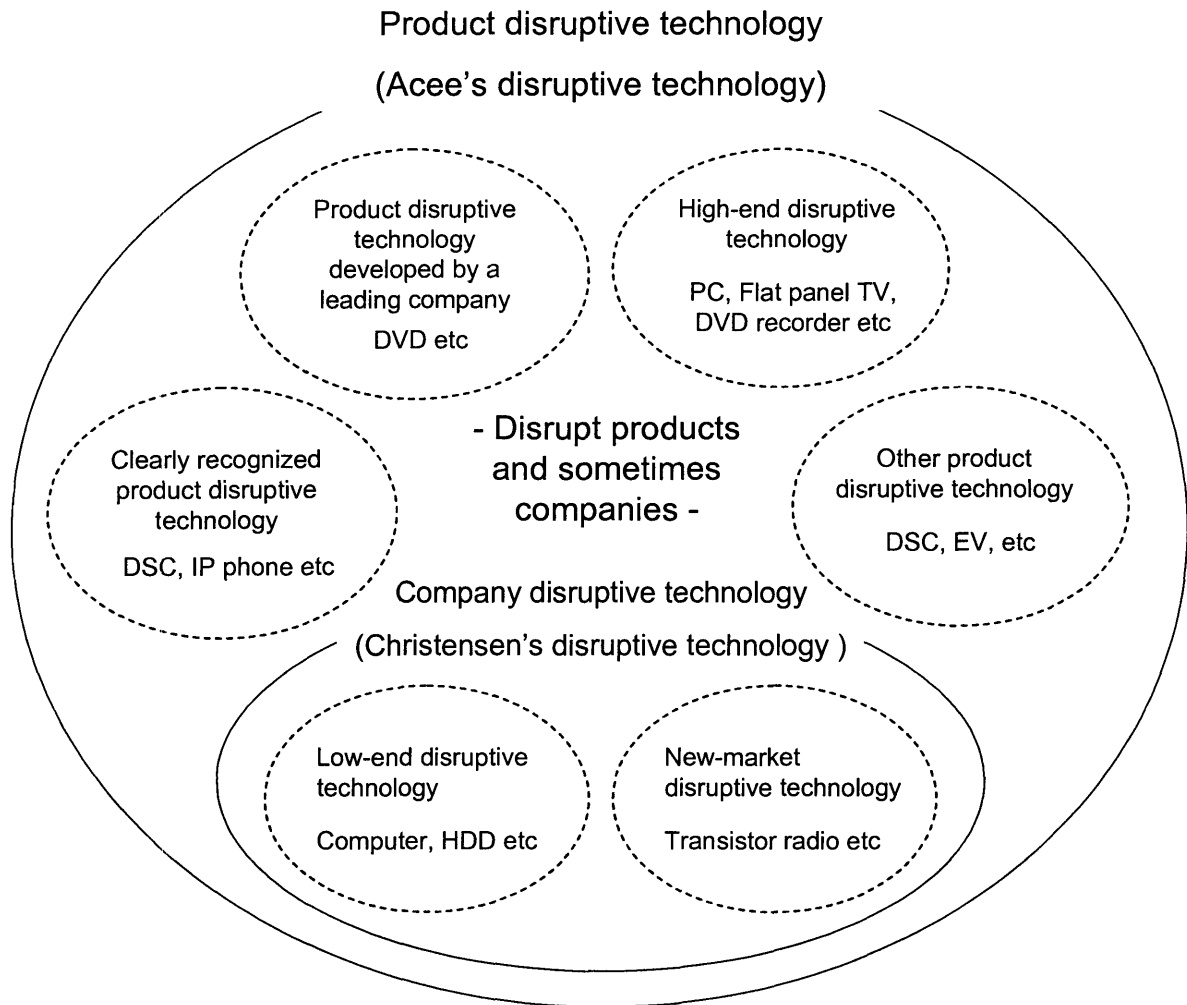 Product disruptive technology
(Acee's disruptive technology)
Product disruptive
technology
developed by a
leading company
DVD etc
High-end disruptive
technology
PC, Flat panel TV,
DVD recorder etc
Clearly recognized
product disruptive
technology
DSC, IP phone etc
- Disrupt products
and sometimes
companies -
Other product
disruptive technology
DSC, EV, etc
Company disruptive technology
(Christensen's disruptive technology )
Low-end disruptive
technology
Computer, HDD etc
New-market
disruptive technology
Transistor radio etc